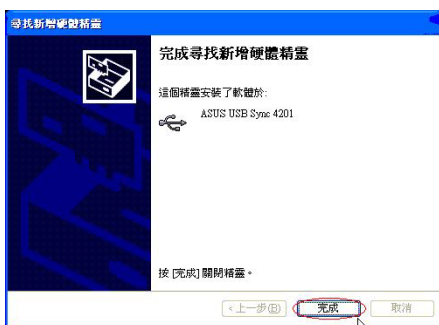 尋找新增硬體精靈
完成尋找新增硬體精靈
這個精靈安裝了軟體於:
ASUS USB Sync 4201
按 [完成] 關閉精靈。
< 上一步(B)
完成
取消